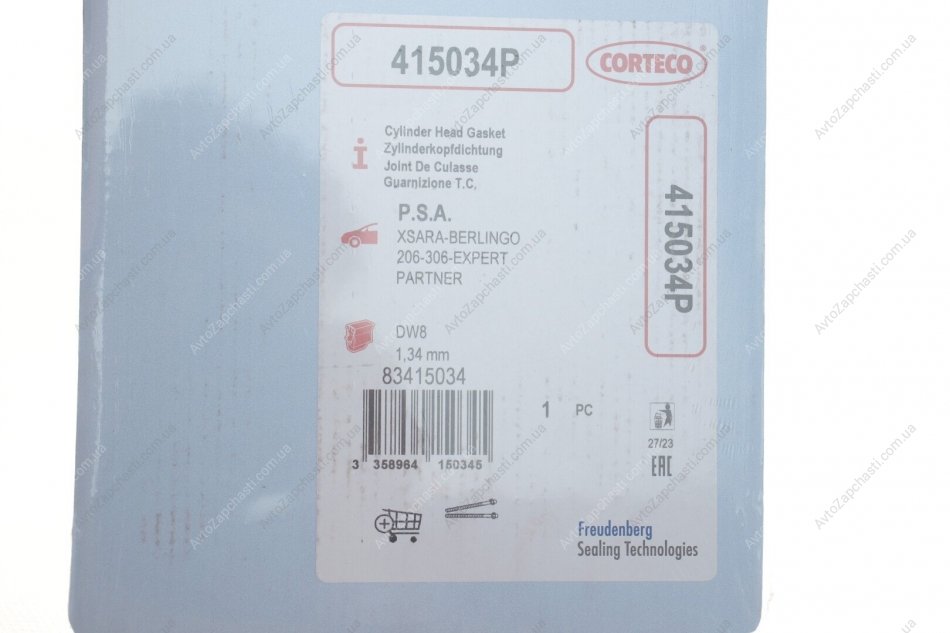 415034P
CORTECO
Cylinder Head Gasket
Zylinderkopfdichtung
Joint De Culasse
Guarnizione T.C.
P.S.A.
XSARA-BERLINGO
206-306-EXPERT
PARTNER
415034P
DW8
1,34 mm
83415034
1 PC
27/23
3 358964 150345
EAC
Freudenberg
Sealing Technologies
AvtoZapchasti.com.ua